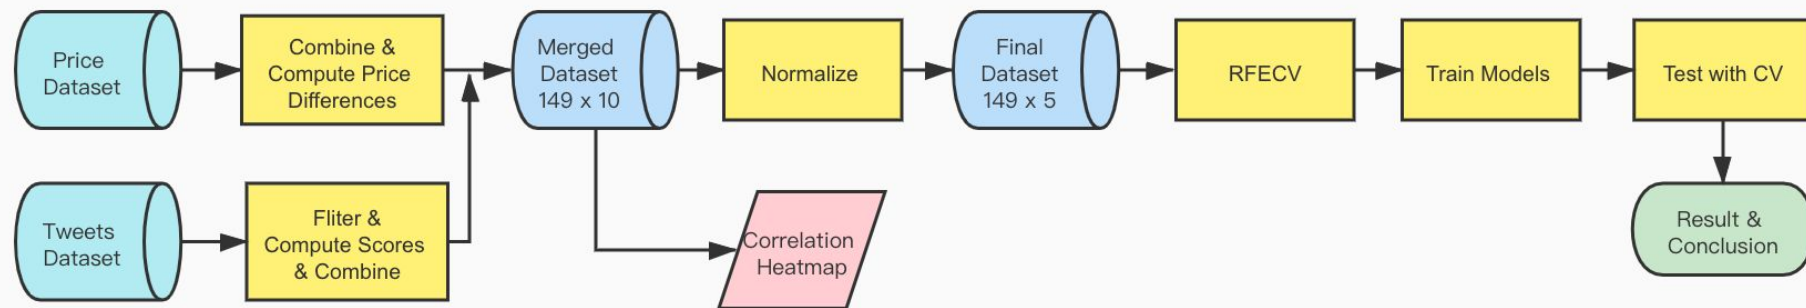 Price
Dataset
Combine &
Compute Price
Differences
Merged
Dataset
149 x 10
Normalize
Final
Dataset
149 x 5
RFECV
Train Models
Test with CV
Tweets
Dataset
Fliter &
Compute Scores
& Combine
Correlation
Heatmap
Result &
Conclusion